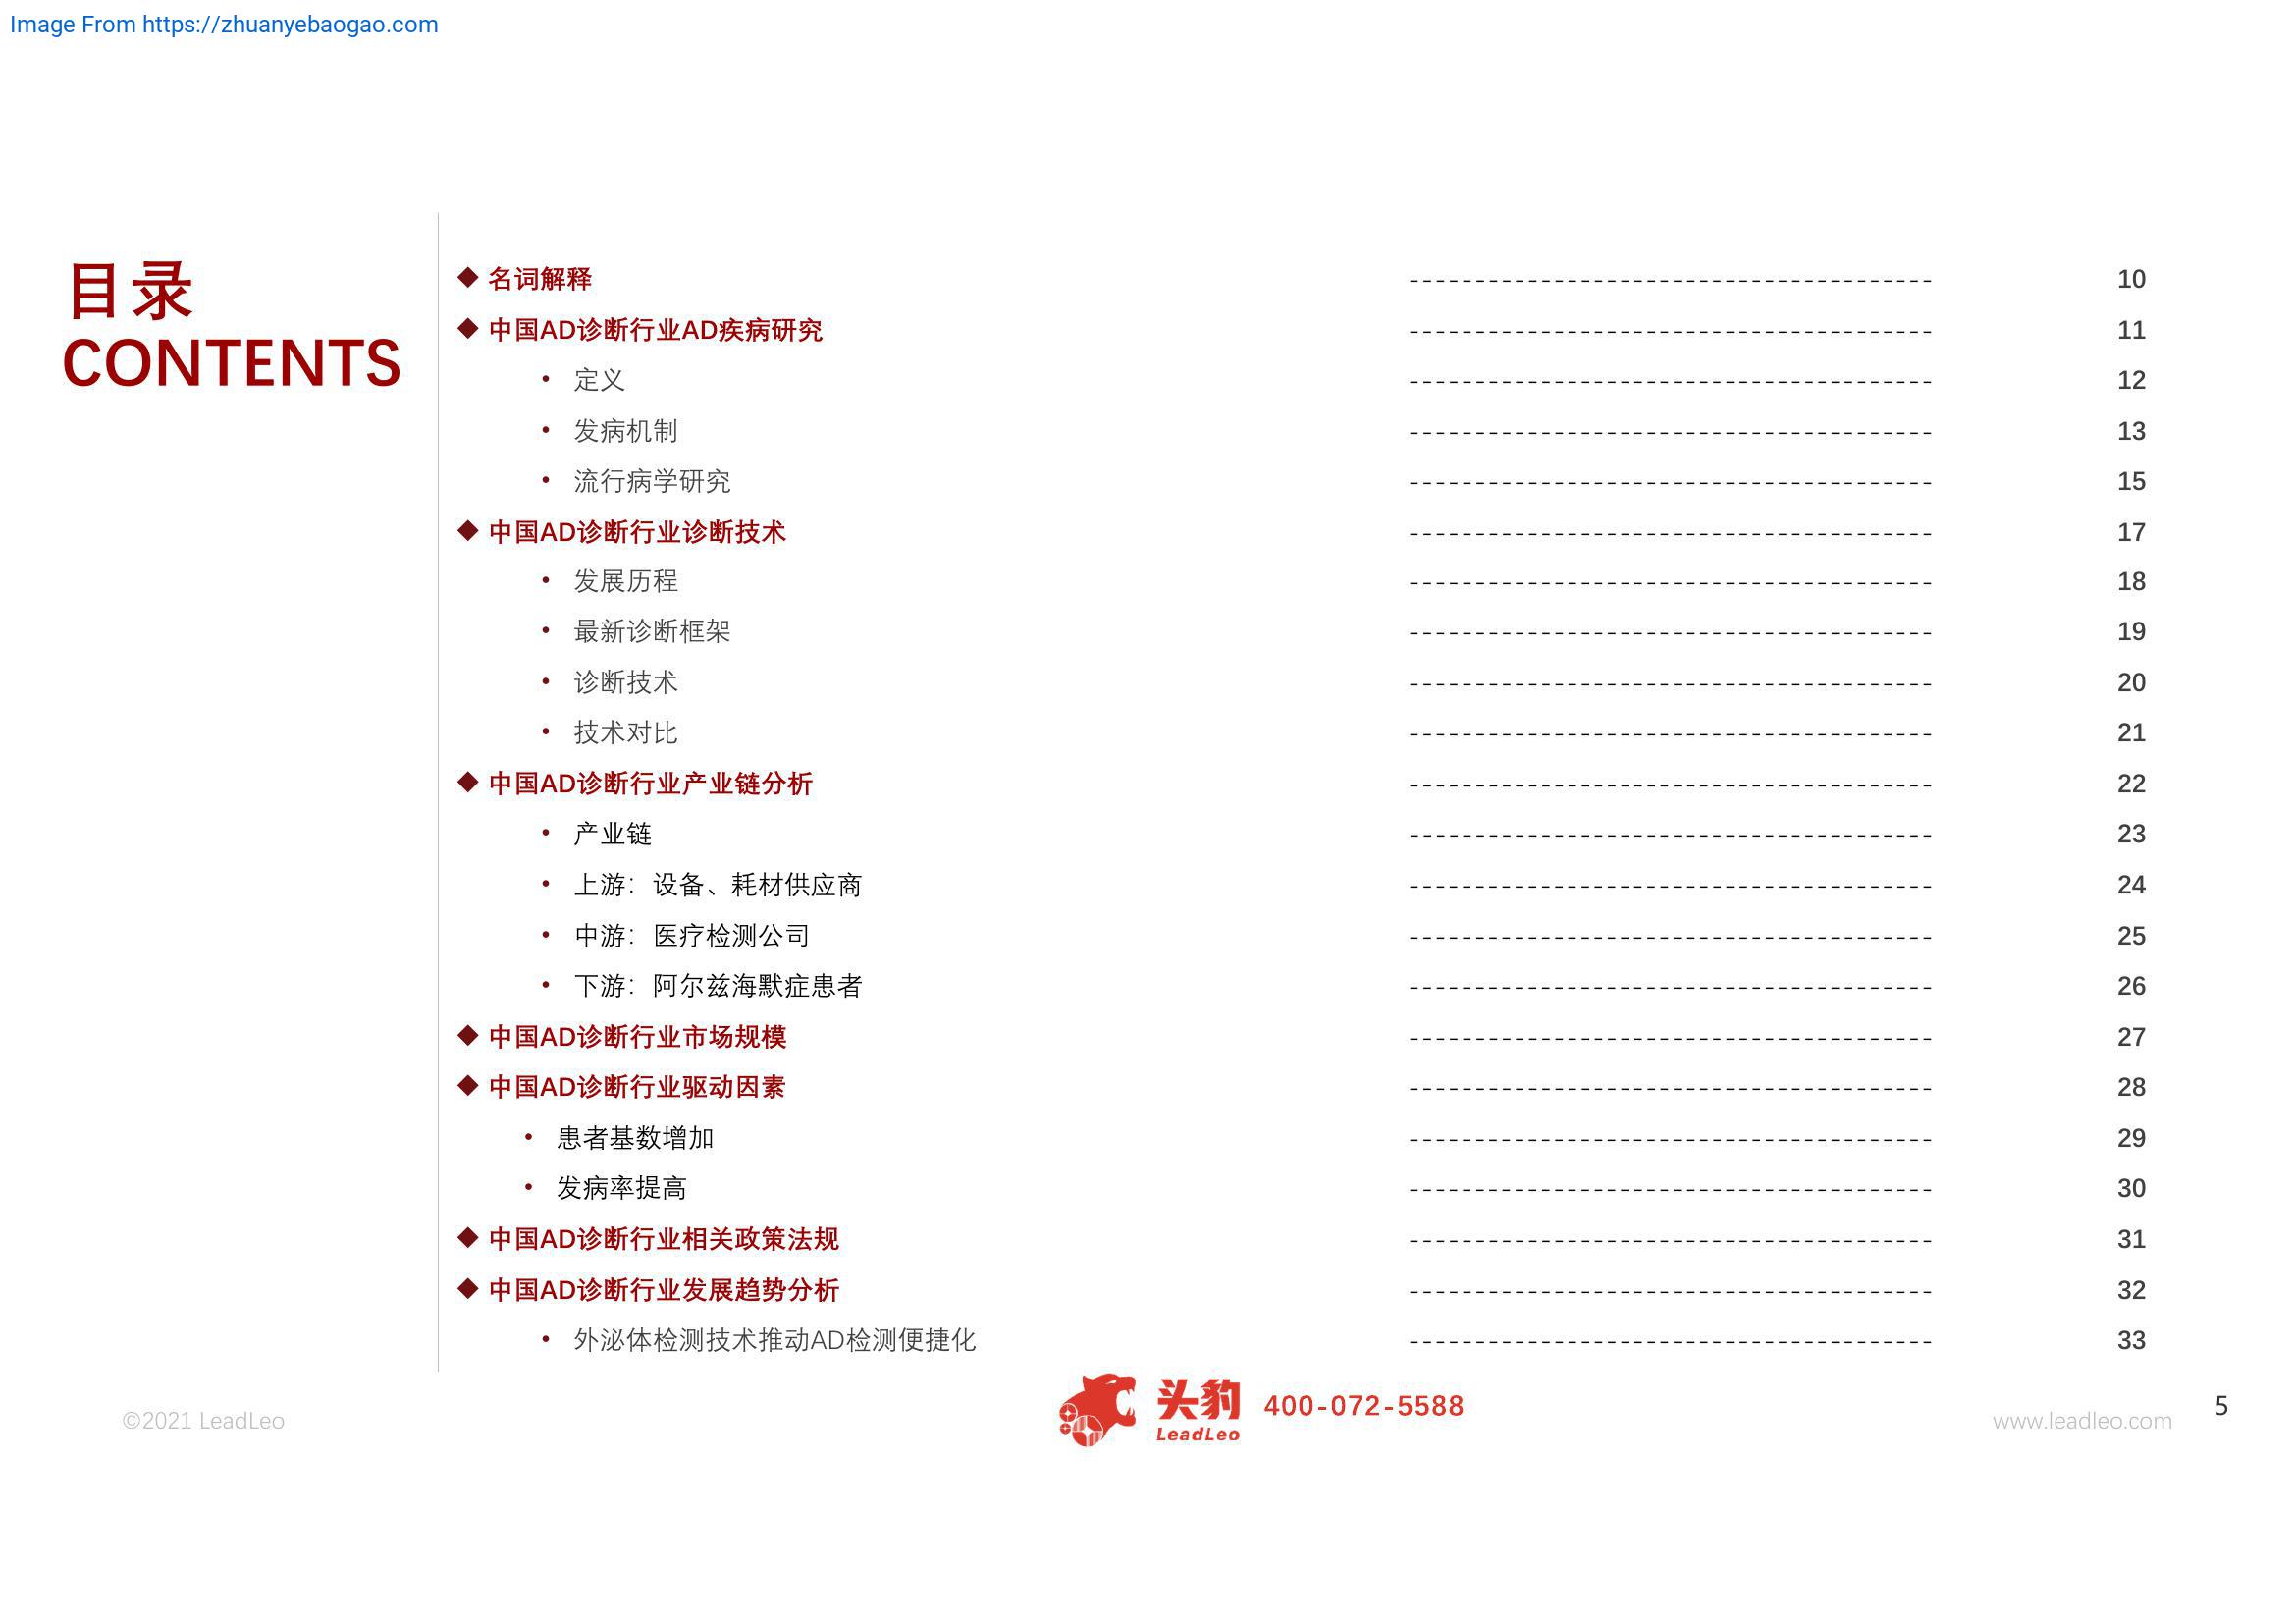 Image From https://zhuanyebaogao.com
目录
CONTENTS
◆ 名词解释 ---------------------------------------- 10
◆ 中国AD诊断行业AD疾病研究 ---------------------------------------- 11
• 定义 ---------------------------------------- 12
• 发病机制 ---------------------------------------- 13
• 流行病学研究 ---------------------------------------- 15
◆ 中国AD诊断行业诊断技术 ---------------------------------------- 17
• 发展历程 ---------------------------------------- 18
• 最新诊断框架 ---------------------------------------- 19
• 诊断技术 ---------------------------------------- 20
• 技术对比 ---------------------------------------- 21
◆ 中国AD诊断行业产业链分析 ---------------------------------------- 22
• 产业链 ---------------------------------------- 23
• 上游：设备、耗材供应商 ---------------------------------------- 24
• 中游：医疗检测公司 ---------------------------------------- 25
• 下游：阿尔兹海默症患者 ---------------------------------------- 26
◆ 中国AD诊断行业市场规模 ---------------------------------------- 27
◆ 中国AD诊断行业驱动因素 ---------------------------------------- 28
• 患者基数增加 ---------------------------------------- 29
• 发病率提高 ---------------------------------------- 30
◆ 中国AD诊断行业相关政策法规 ---------------------------------------- 31
◆ 中国AD诊断行业发展趋势分析 ---------------------------------------- 32
• 外泌体检测技术推动AD检测便捷化 ---------------------------------------- 33
©2021 LeadLeo
头豹
LeadLeo
400-072-5588
www.leadleo.com
5